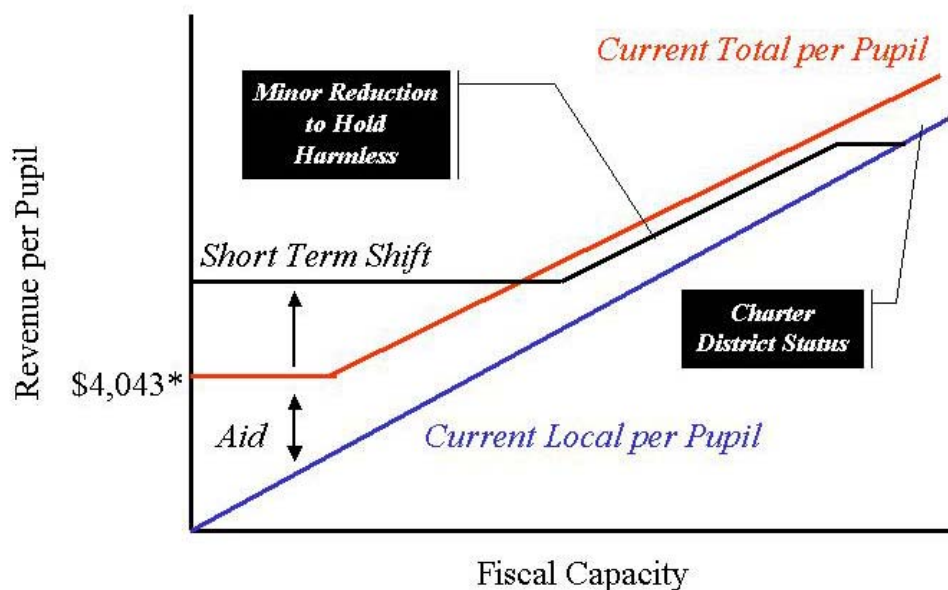 Current Total per Pupil
Minor Reduction
to Hold
Harmless
Revenue per Pupil
Short Term Shift
Charter
District Status
$4,043*
Aid
Current Local per Pupil
Fiscal Capacity